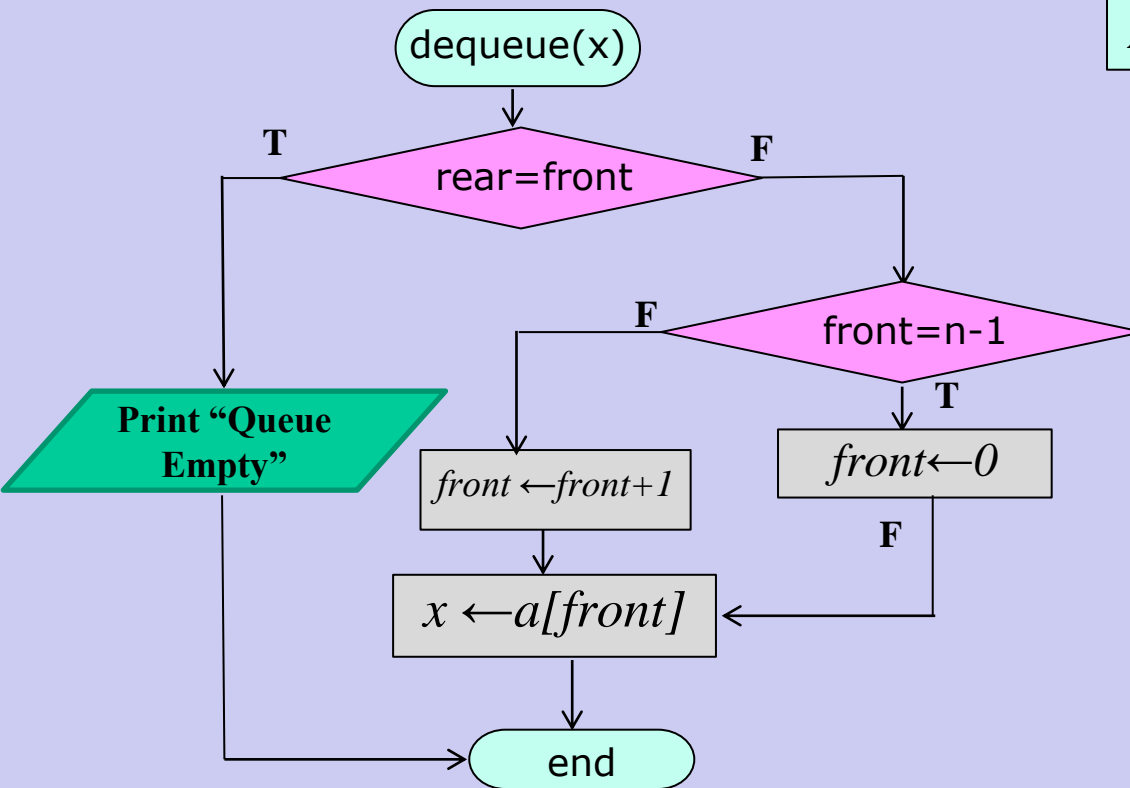 dequeue(x)
T
F
rear=front
F
front=n-1
T
Print “Queue
Empty”
front ←front+1
front←0
F
x ←a[front]
end